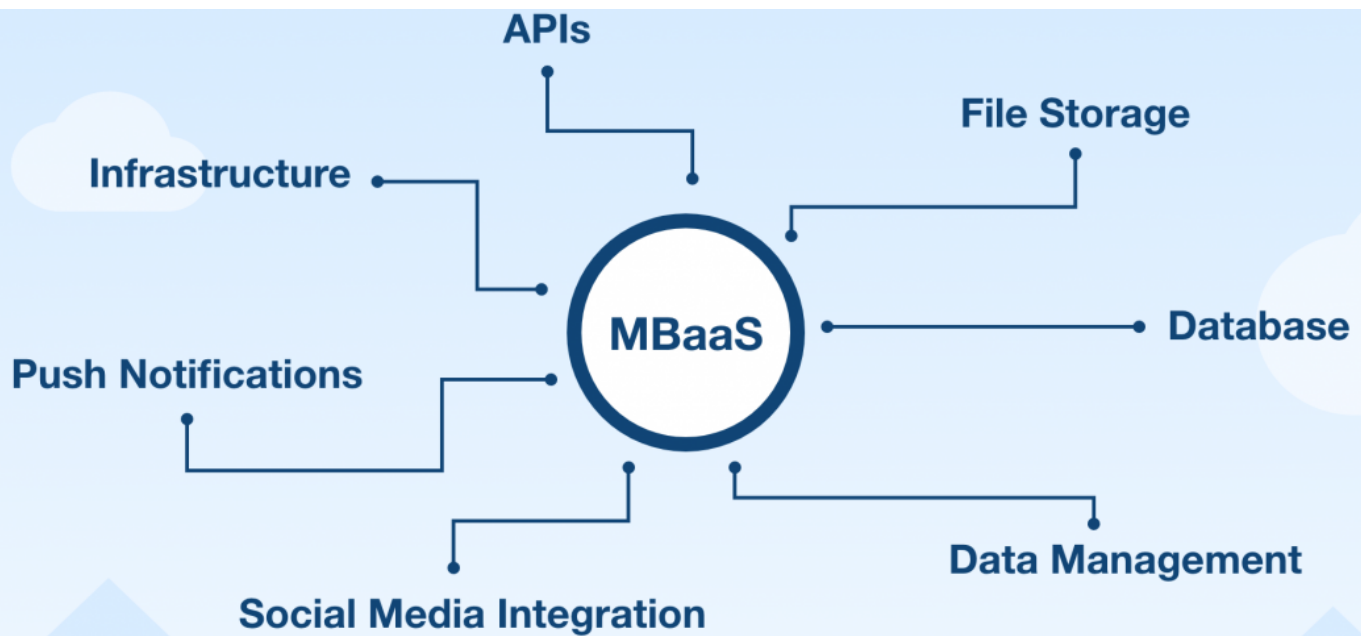 APIs
File Storage
Infrastructure
MBaaS
Database
Push Notifications
Data Management
Social Media Integration